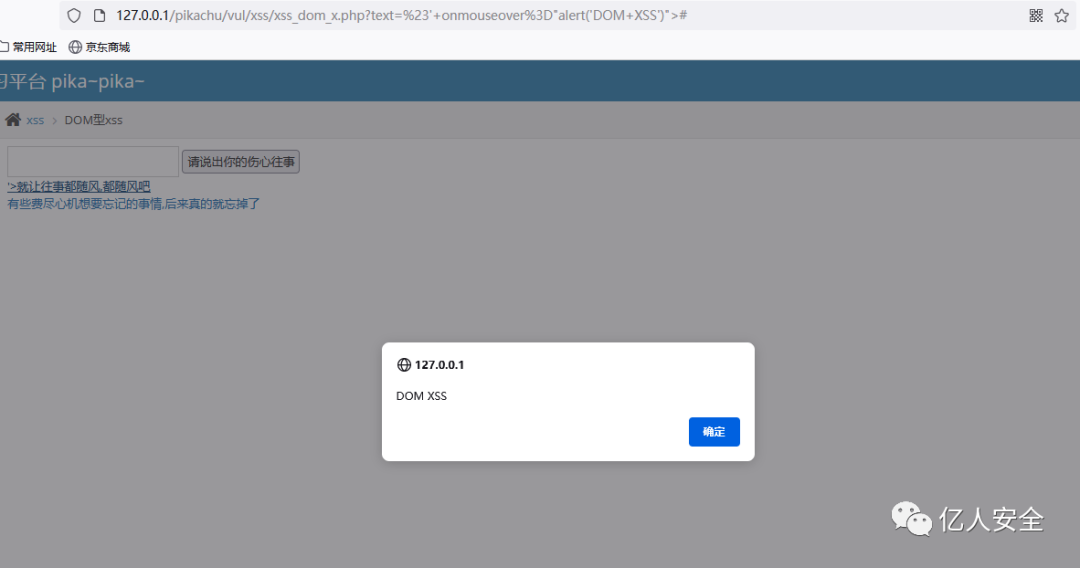 127.0.0.1/pikachu/vul/xss/xss_dom_x.php?text=%23'+onmouseover%3D"alert('DOM+XSS')">#
常用网址 京东商城
平台 pika~pika~
xss > DOM型xss
请说出你的伤心往事
'>就让往事都随风,都随风吧
有些费尽心机想要忘记的事情,后来真的就忘掉了
127.0.0.1
DOM XSS
确定
亿人安全